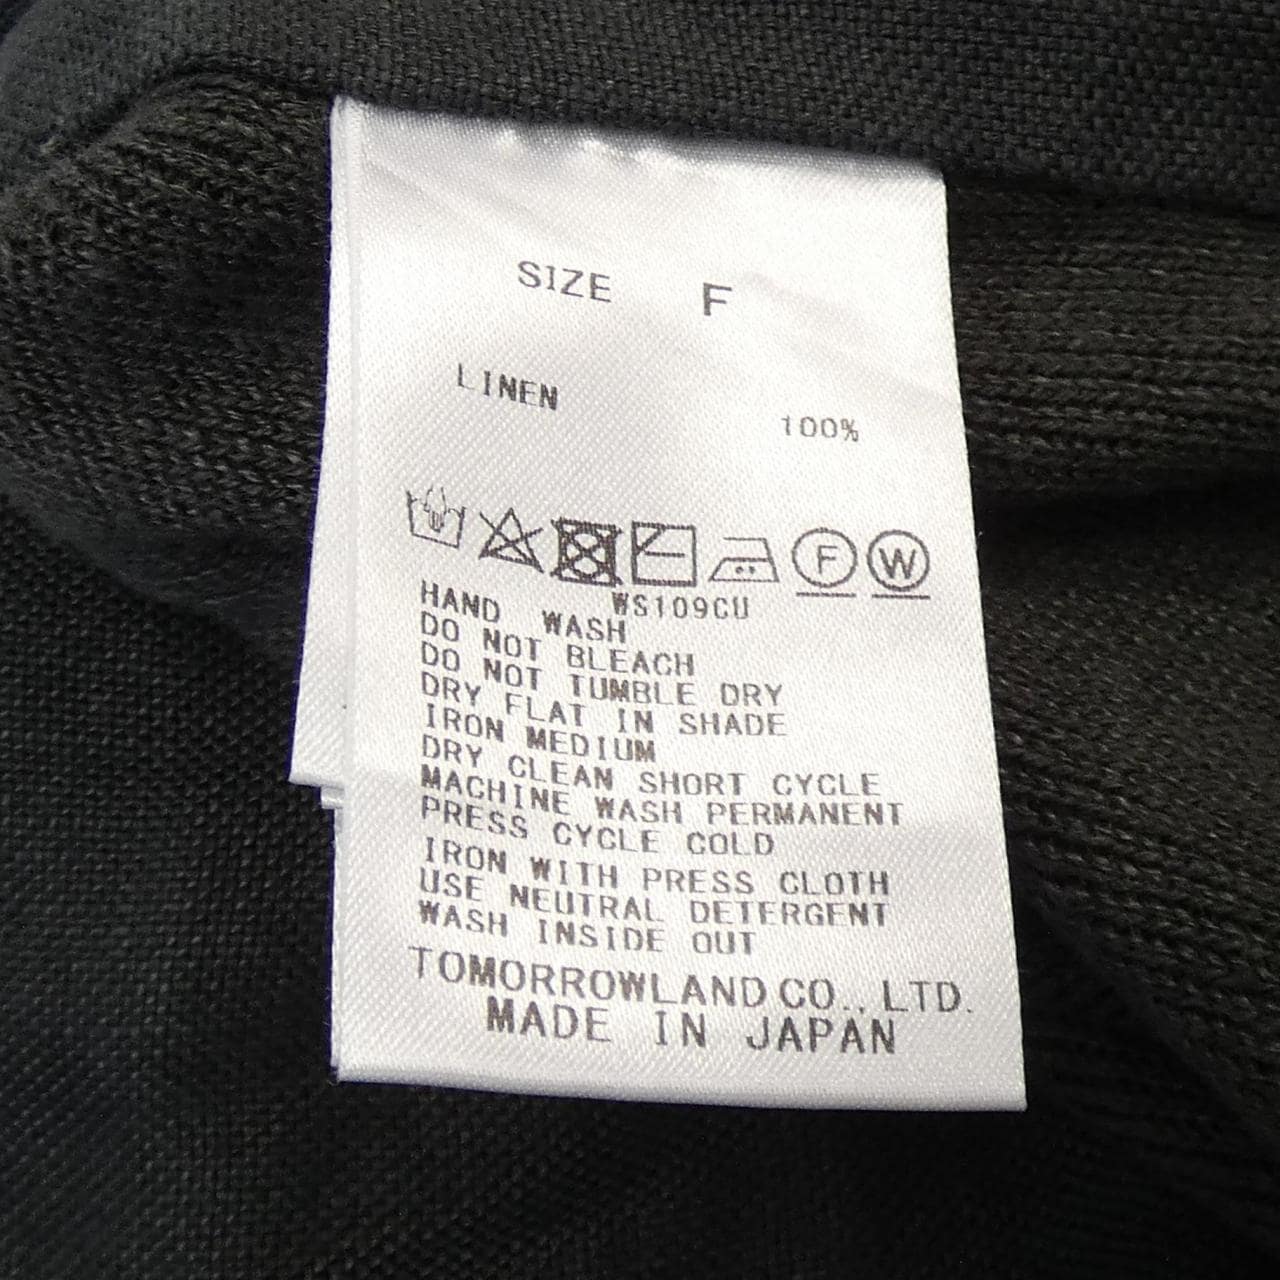 SIZE F
LINEN
100%
F W
WS109CU
HAND WASH
DO NOT BLEACH
DO NOT TUMBLE DRY
DRY FLAT IN SHADE
IRON MEDIUM
DRY CLEAN SHORT CYCLE
MACHINE WASH PERMANENT
PRESS CYCLE COLD
IRON WITH PRESS CLOTH
USE NEUTRAL DETERGENT
WASH INSIDE OUT
TOMORROWLAND CO., LTD.
MADE IN JAPAN